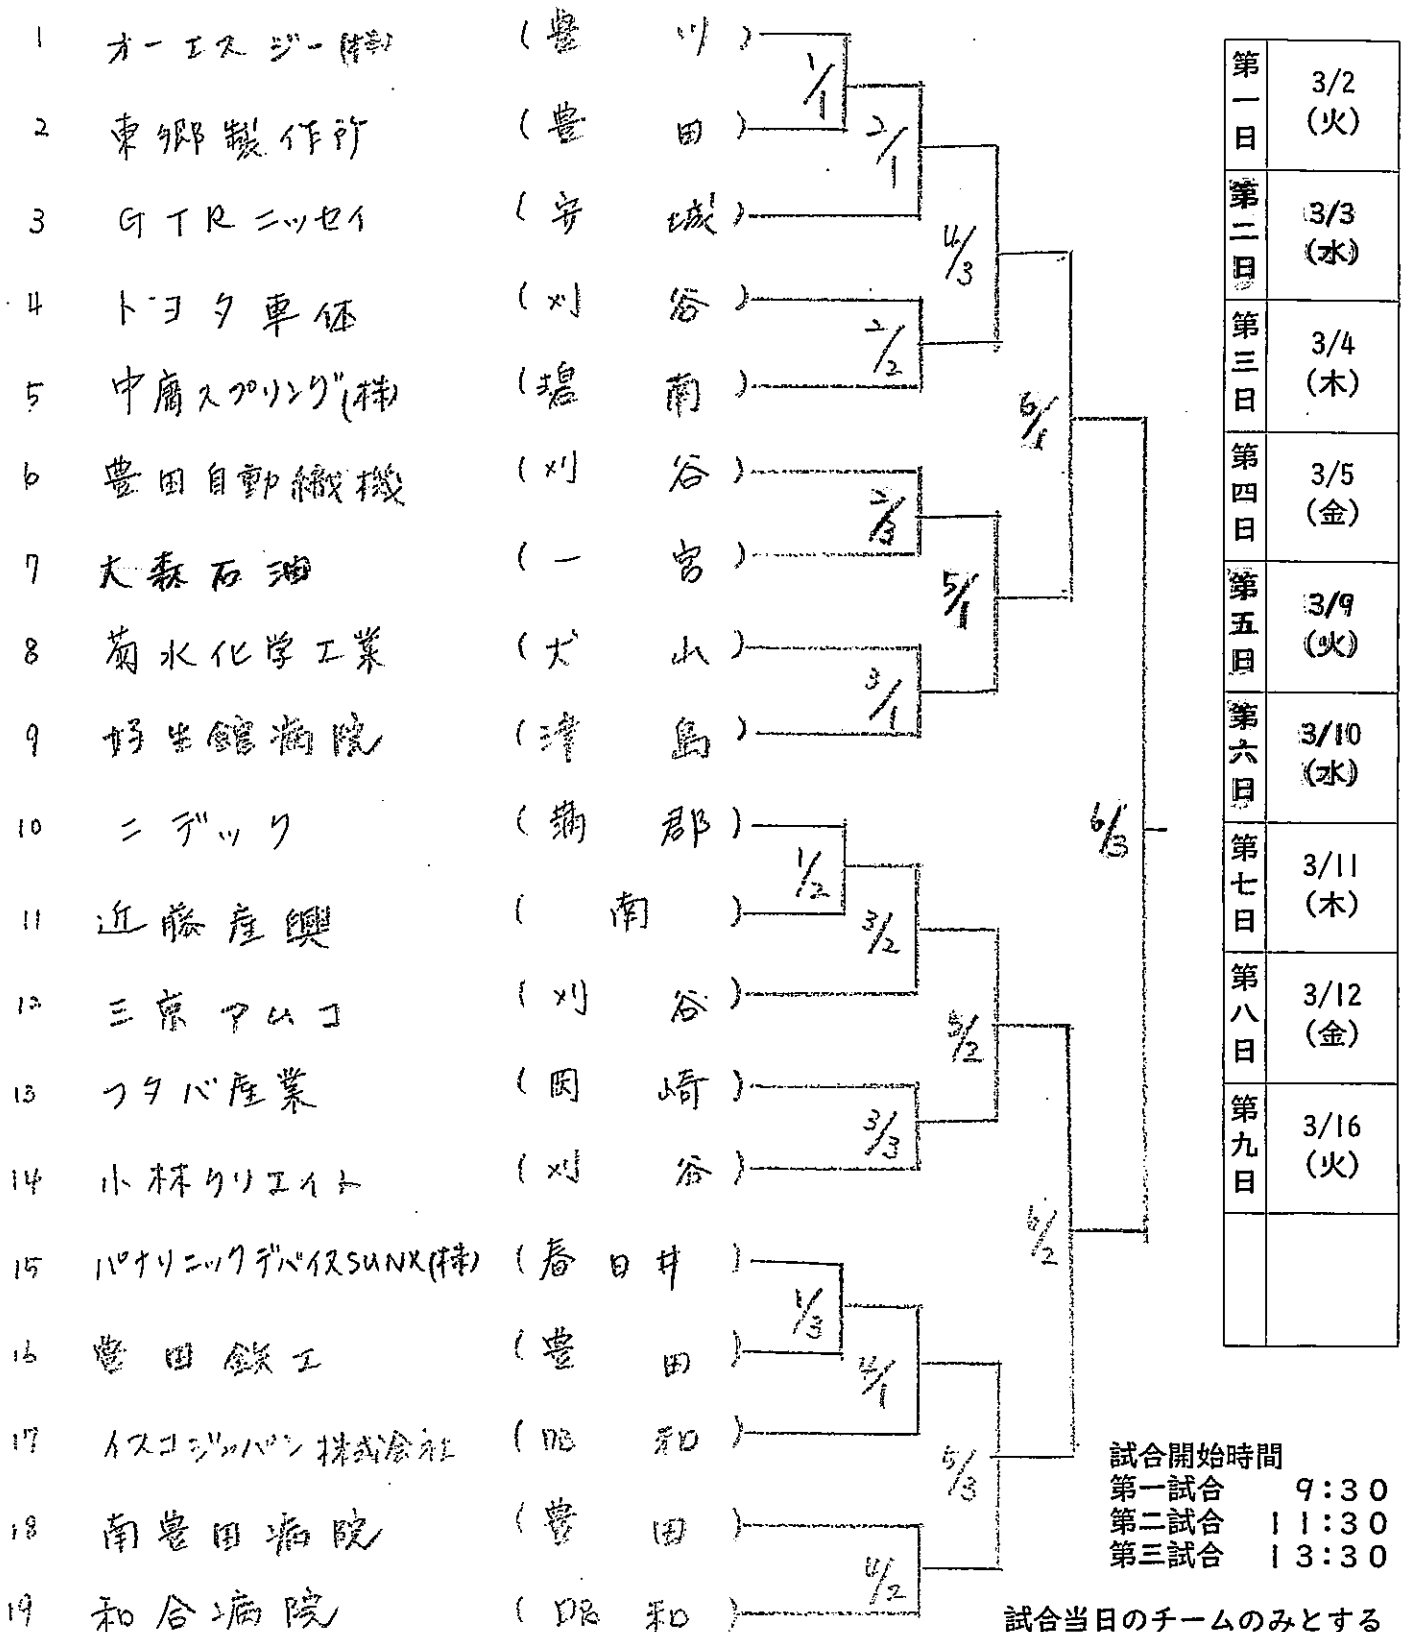 1 オーエスジー(株) (豊川)
2 東郷製作所 (豊田)
3 GTRニッセイ (安城)
4 トヨタ車体 (刈谷)
5 中庸スプリング(株) (碧南)
6 豊田自動織機 (刈谷)
7 大森石油 (一宮)
8 菊水化学工業 (犬山)
9 好生館病院 (津島)
10 ニデック (蒲郡)
11 近藤産興 (南)
12 三京アムコ (刈谷)
13 フタバ産業 (岡崎)
14 小林クリエイト (刈谷)
15 パナソニックデバイスSUNX(株) (春日井)
16 豊田鉄工 (豊田)
17 イスコジャパン株式会社 (昭和)
18 南豊田病院 (豊田)
19 和合病院 (昭和)
1/1
2/1
4/3
2/2
6/1
2/3
5/1
3/1
6/3
1/2
3/2
5/2
3/3
6/2
1/3
4/1
5/3
4/2
第一日 3/2 (火)
第二日 3/3 (水)
第三日 3/4 (木)
第四日 3/5 (金)
第五日 3/9 (火)
第六日 3/10 (水)
第七日 3/11 (木)
第八日 3/12 (金)
第九日 3/16 (火)
試合開始時間
第一試合 9:30
第二試合 11:30
第三試合 13:30
試合当日のチームのみとする